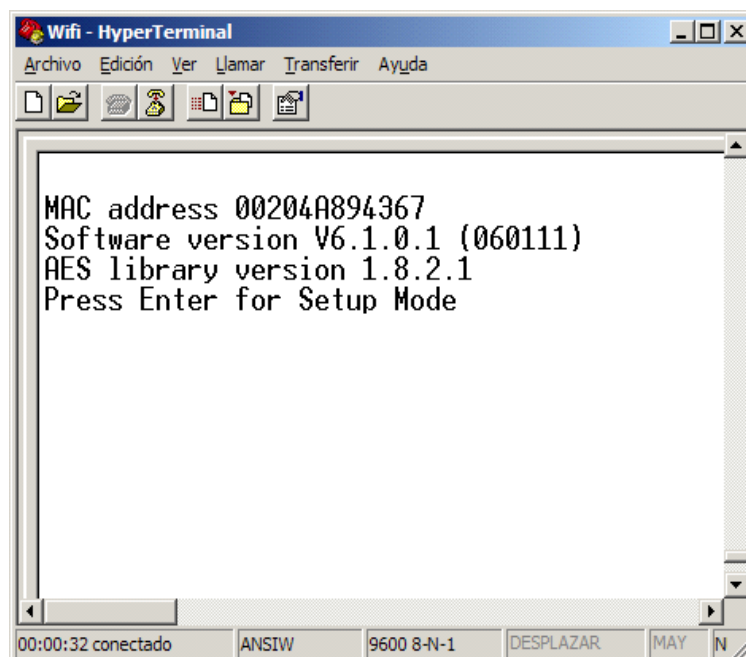 Wifi - HyperTerminal
Archivo Edición Ver Llamar Transferir Ayuda
MAC address 00204A894367
Software version V6.1.0.1 (060111)
AES library version 1.8.2.1
Press Enter for Setup Mode
00:00:32 conectado ANSIW 9600 8-N-1 DESPLAZAR MAY N